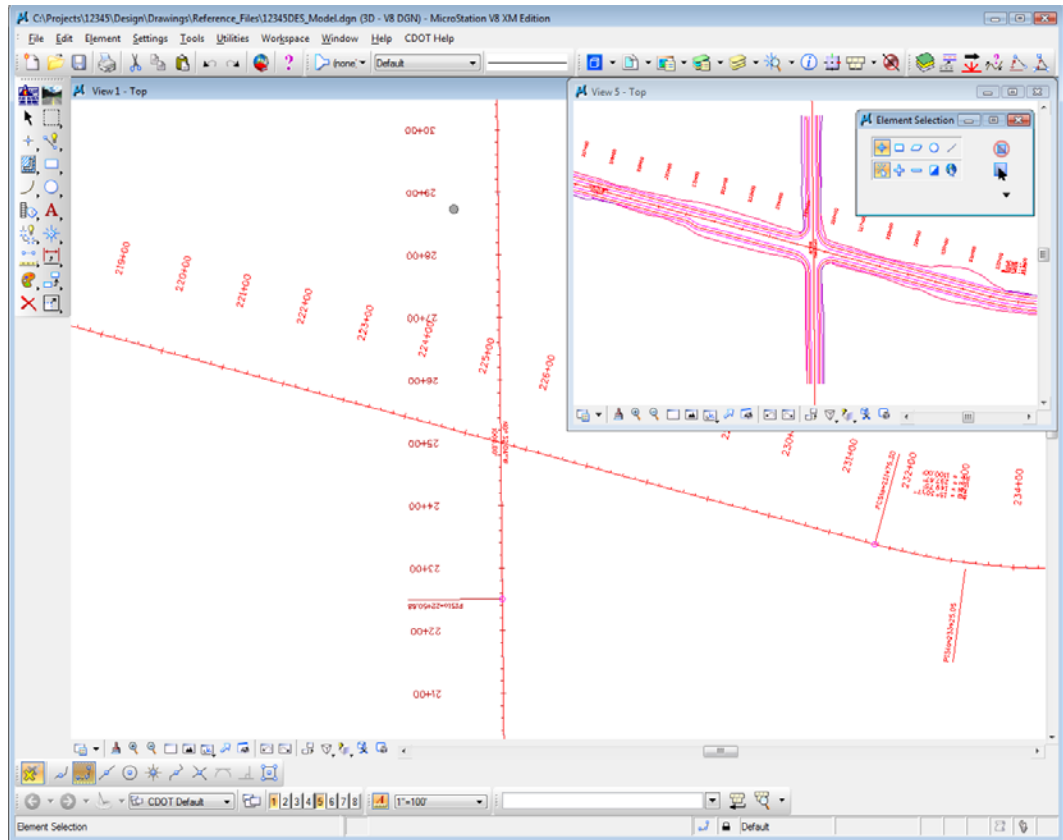 C:\Projects\12345\Design\Drawings\Reference_Files\12345DES_Model.dgn (3D - V8 DGN) - MicroStation V8 XM Edition
File Edit Element Settings Tools Utilities Workspace Window Help CDOT Help
(none) Default
View 1 - Top
View 5 - Top
Element Selection
30+00
29+00
28+00
27+00
26+00
25+00
24+00
23+00
22+00
21+00
219+00
220+00
221+00
222+00
223+00
224+00
225+00
226+00
230+00
231+00
232+00
234+00
CDOT Default 1 2 3 4 5 6 7 8 1"=100'
Element Selection Default